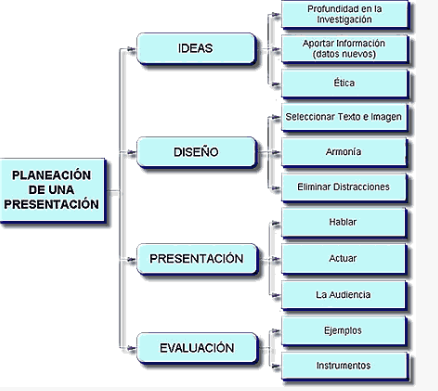 PLANEACIÓN
DE UNA
PRESENTACIÓN
IDEAS
Profundidad en la
Investigación
Aportar Información
(datos nuevos)
Ética
DISEÑO
Seleccionar Texto e Imagen
Armonía
Eliminar Distracciones
PRESENTACIÓN
Hablar
Actuar
La Audiencia
EVALUACIÓN
Ejemplos
Instrumentos